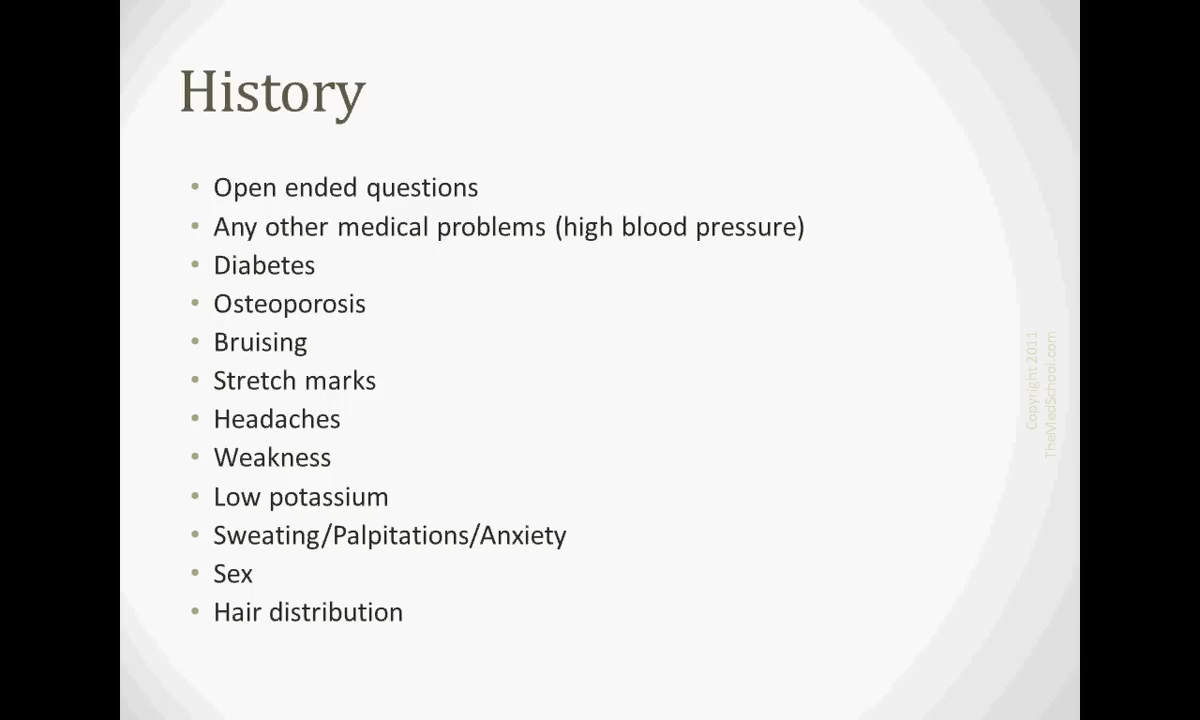 History
• Open ended questions
• Any other medical problems (high blood pressure)
• Diabetes
• Osteoporosis
• Bruising
• Stretch marks
• Headaches
• Weakness
• Low potassium
• Sweating/Palpitations/Anxiety
• Sex
• Hair distribution
Copyright 2011
TheMedSchool.com